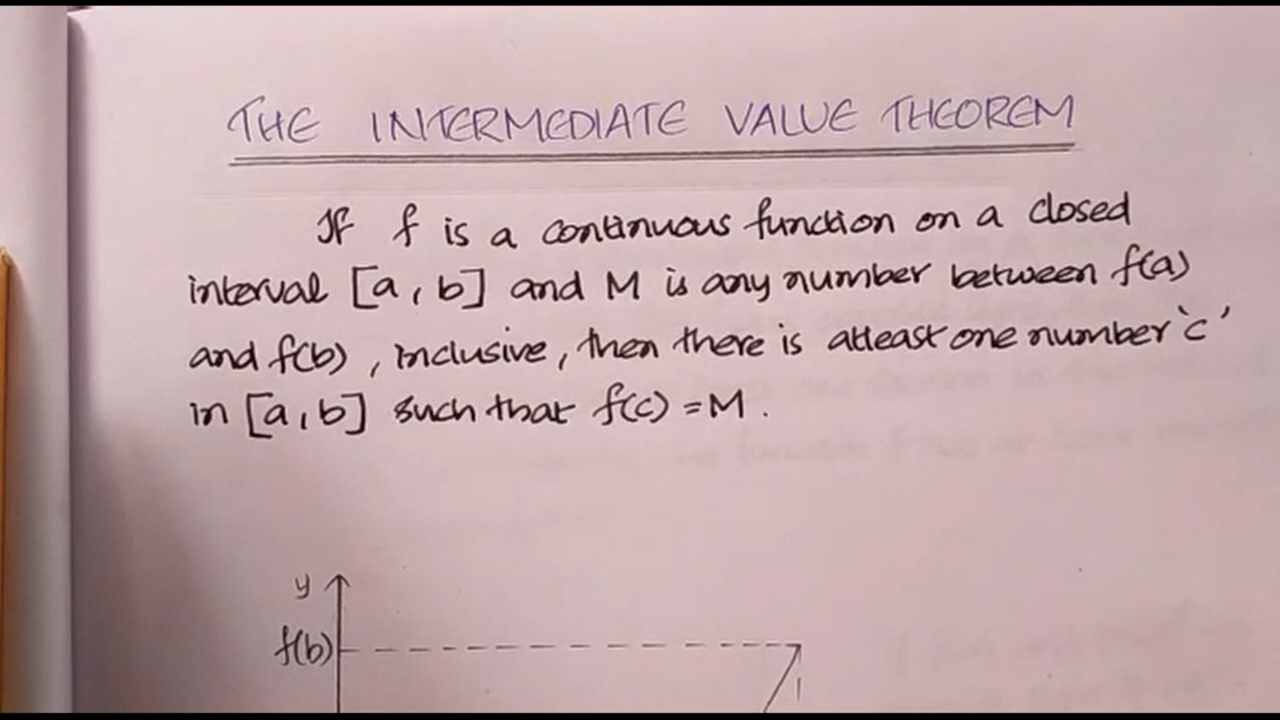 THE INTERMEDIATE VALUE THEOREM
If f is a continuous function on a closed
interval [a, b] and M is any number between f(a)
and f(b), inclusive, then there is atleast one number 'c'
in [a, b] such that f(c) = M.
y
f(b)